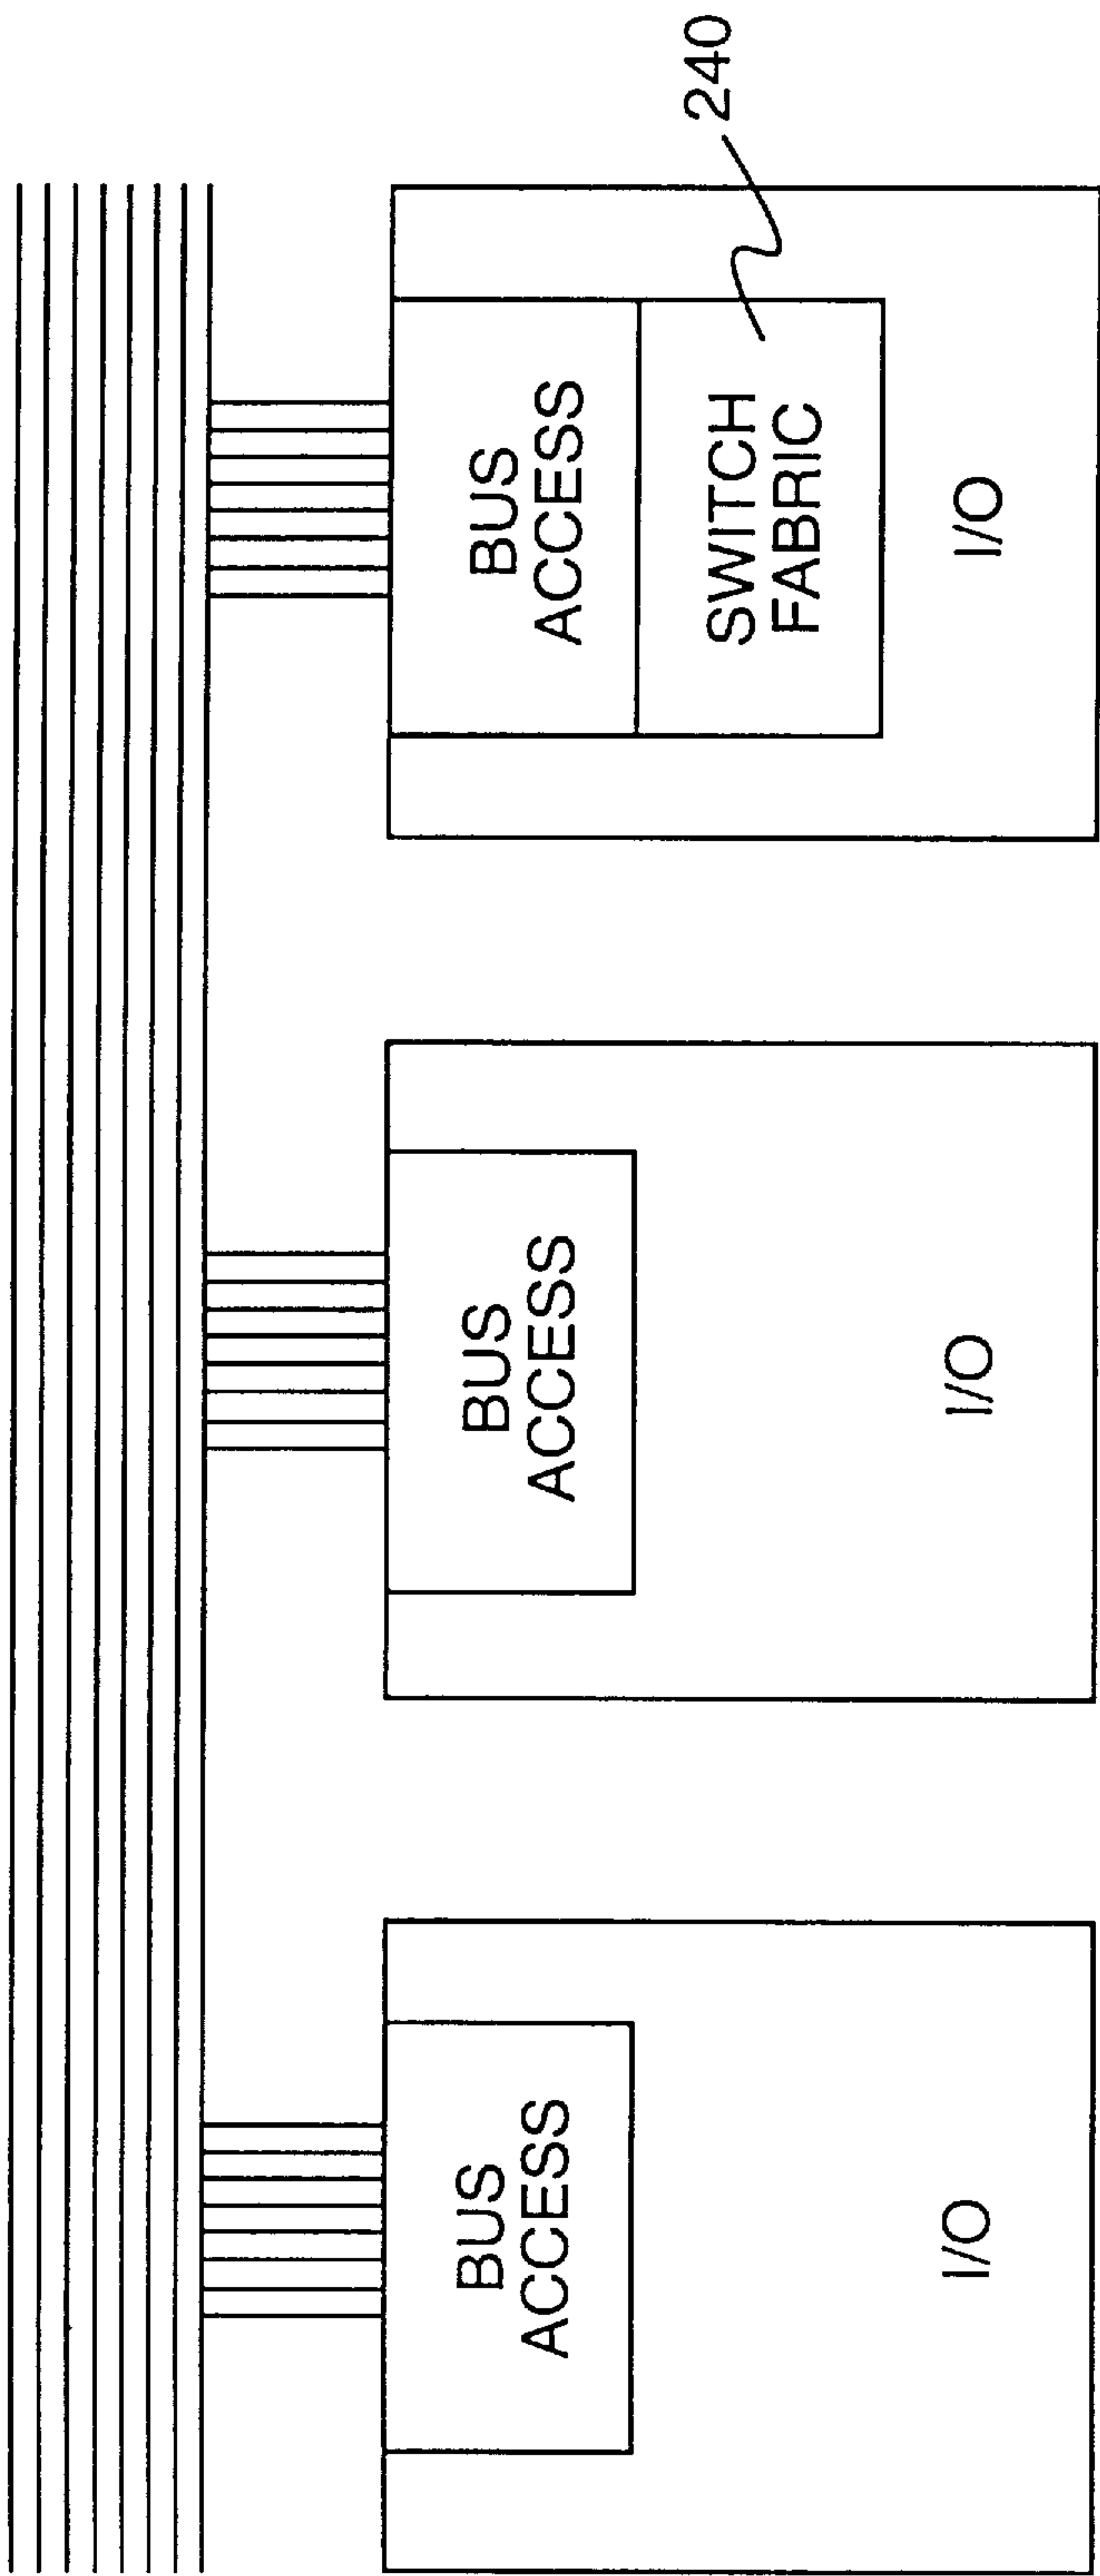 BUS
ACCESS
I/O
BUS
ACCESS
I/O
BUS
ACCESS
SWITCH
FABRIC
I/O
240